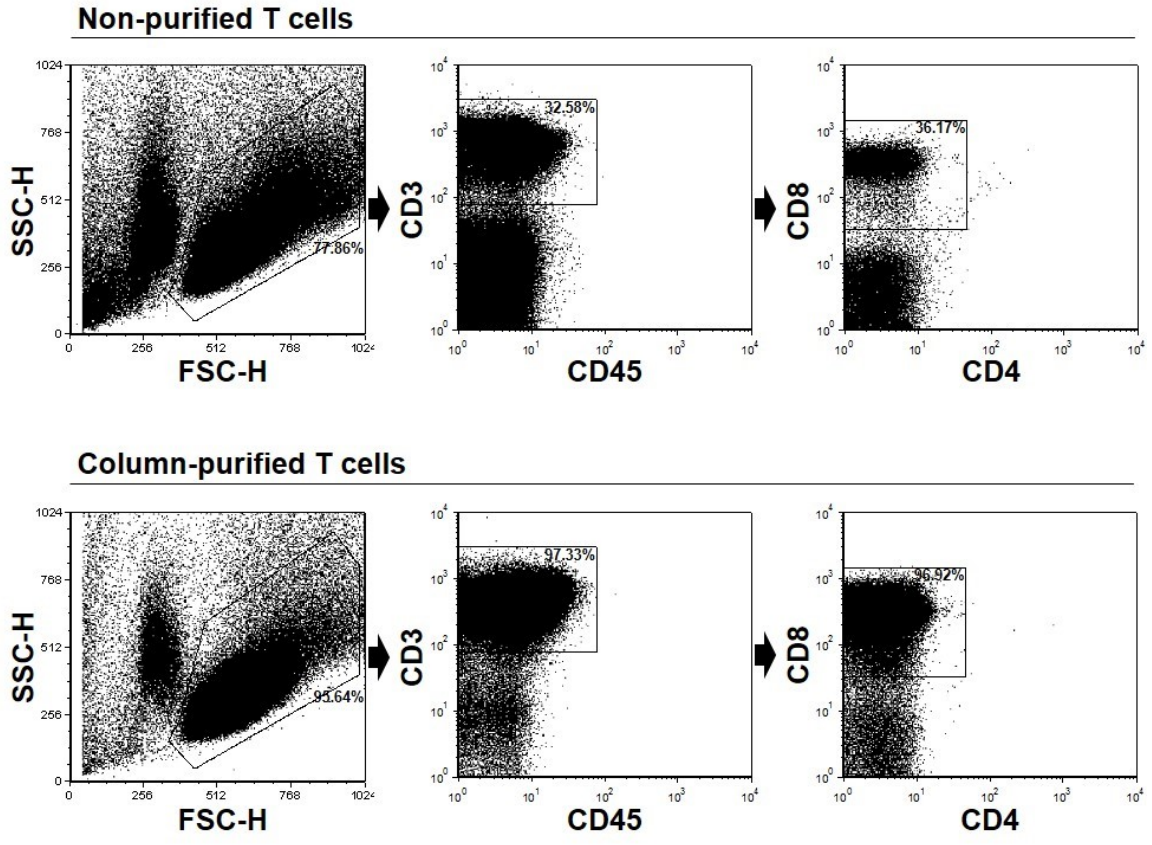 Non-purified T cells
1024
768
512
256
0
0 256 512 768 1024
SSC-H
FSC-H
77.86%
10⁴
10³
10²
10¹
10⁰
10⁰ 10¹ 10² 10³ 10⁴
CD3
CD45
32.58%
10⁴
10³
10²
10¹
10⁰
10⁰ 10¹ 10² 10³ 10⁴
CD8
CD4
36.17%
Column-purified T cells
1024
768
512
256
0
0 256 512 768 1024
SSC-H
FSC-H
95.64%
10⁴
10³
10²
10¹
10⁰
10⁰ 10¹ 10² 10³ 10⁴
CD3
CD45
97.33%
10⁴
10³
10²
10¹
10⁰
10⁰ 10¹ 10² 10³ 10⁴
CD8
CD4
96.92%